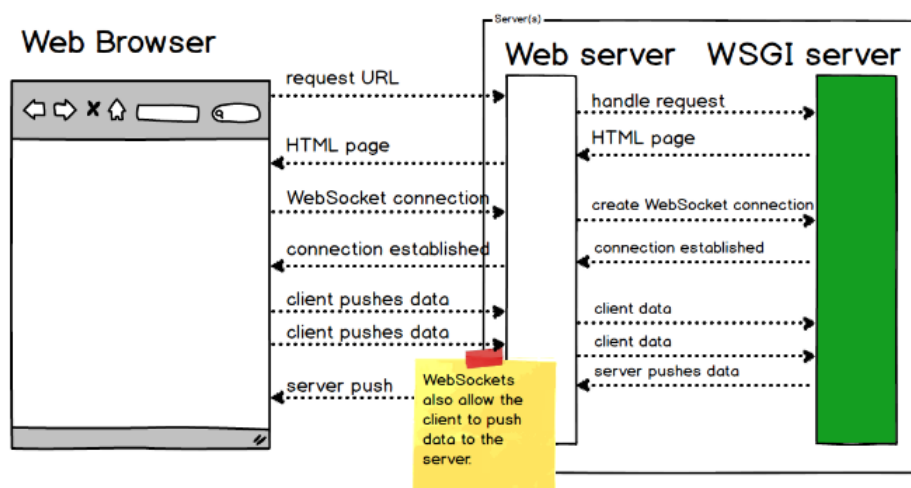 Server(s)
Web Browser
Web server
WSGI server
request URL
handle request
HTML page
HTML page
WebSocket connection
create WebSocket connection
connection established
connection established
client pushes data
client data
client pushes data
client data
server pushes data
server push
WebSockets
also allow the
client to push
data to the
server.